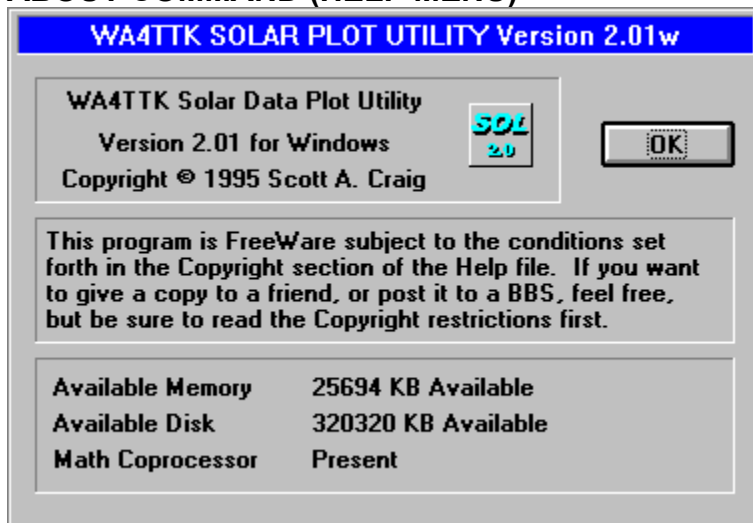 ABOUT COMMAND (HELP MENU)
WA4TTK SOLAR PLOT UTILITY Version 2.01w
WA4TTK Solar Data Plot Utility
Version 2.01 for Windows
Copyright © 1995 Scott A. Craig
SOL
2.0
OK
This program is FreeWare subject to the conditions set
forth in the Copyright section of the Help file. If you want
to give a copy to a friend, or post it to a BBS, feel free,
but be sure to read the Copyright restrictions first.
Available Memory 25694 KB Available
Available Disk 320320 KB Available
Math Coprocessor Present